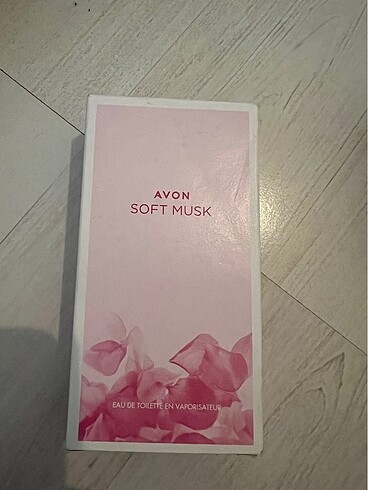 AVON
SOFT MUSK
EAU DE TOILETTE EN VAPORISATEUR